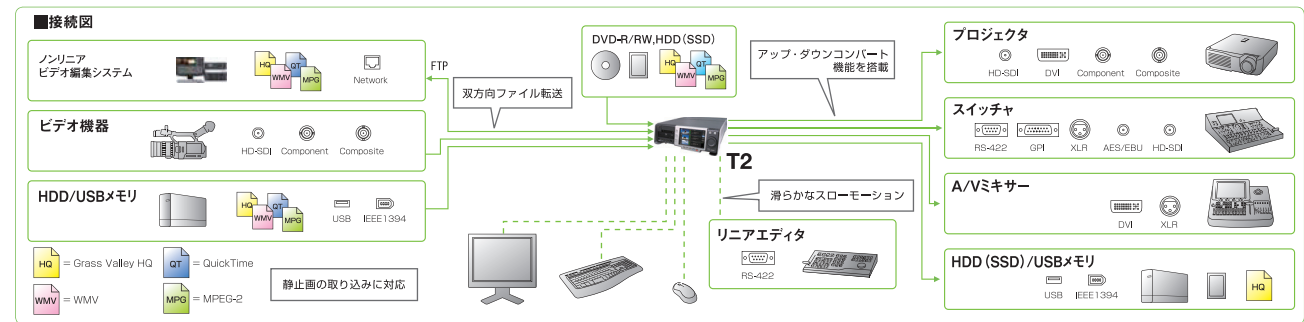 ■接続図
ノンリニア
ビデオ編集システム
HQ
WMV
QT
MPG
Network
FTP
双方向ファイル転送
ビデオ機器
HD-SDI
Component
Composite
HDD/USBメモリ
HQ
WMV
QT
MPG
USB
IEEE1394
HQ = Grass Valley HQ
QT = QuickTime
WMV = WMV
MPG = MPEG-2
静止画の取り込みに対応
DVD-R/RW,HDD(SSD)
HQ
WMV
QT
MPG
アップ・ダウンコンバート
機能を搭載
T2
滑らかなスローモーション
リニアエディタ
RS-422
プロジェクタ
HD-SDI
DVI
Component
Composite
スイッチャ
RS-422
GPI
XLR
AES/EBU
HD-SDI
A/Vミキサー
DVI
XLR
HDD(SSD)/USBメモリ
USB
IEEE1394
HQ